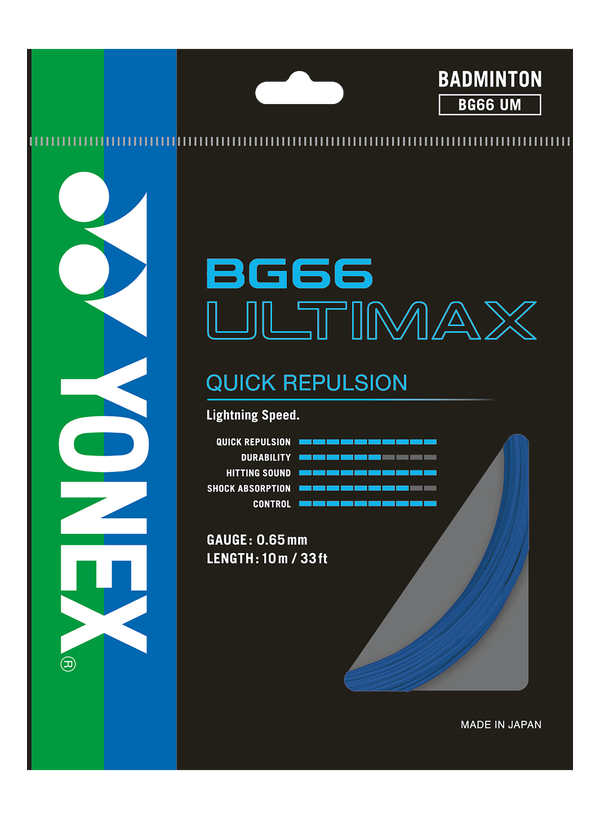 BADMINTON
BG66 UM
YONEX®
BG66
ULTIMAX
QUICK REPULSION
Lightning Speed.
QUICK REPULSION
DURABILITY
HITTING SOUND
SHOCK ABSORPTION
CONTROL
GAUGE: 0.65mm
LENGTH: 10m / 33ft
MADE IN JAPAN